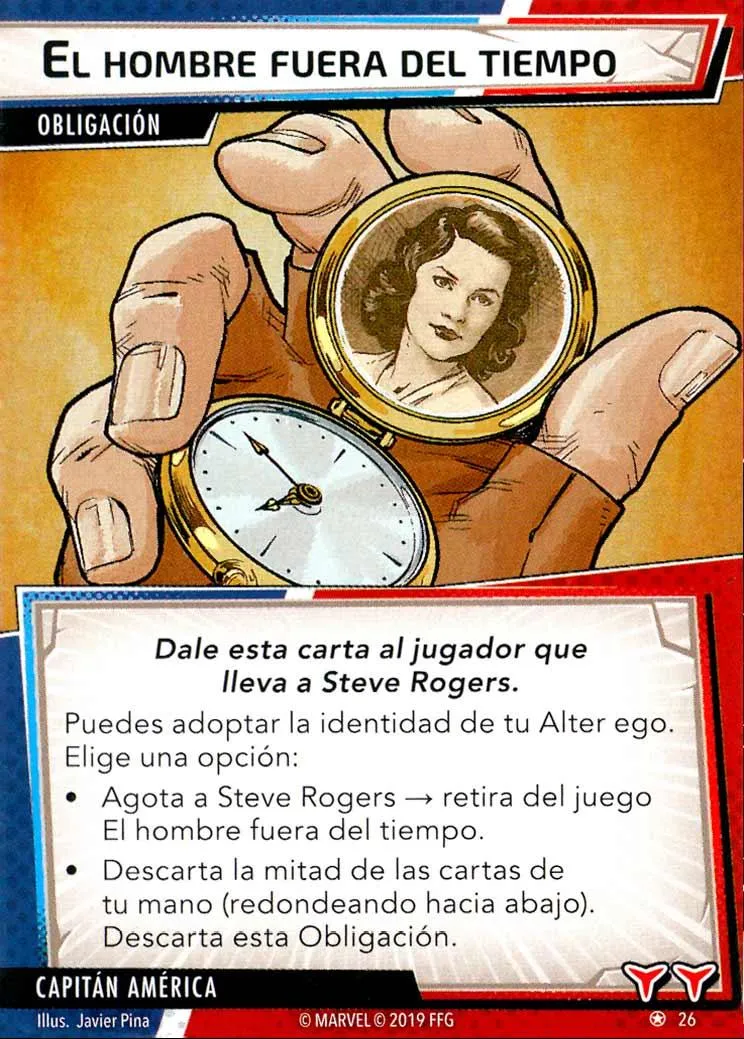 El hombre fuera del tiempo
OBLIGACIÓN
Dale esta carta al jugador que
lleva a Steve Rogers.
Puedes adoptar la identidad de tu Alter ego.
Elige una opción:
• Agota a Steve Rogers → retira del juego
El hombre fuera del tiempo.
• Descarta la mitad de las cartas de
tu mano (redondeando hacia abajo).
Descarta esta Obligación.
CAPITÁN AMÉRICA
Illus. Javier Pina
© MARVEL © 2019 FFG
26